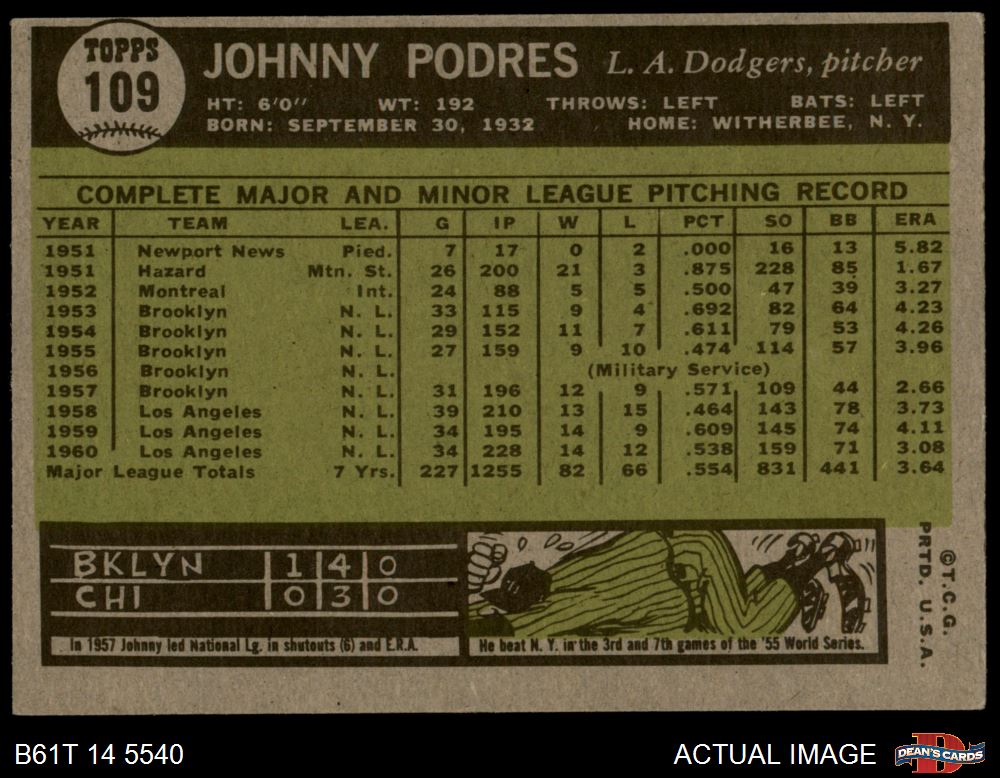 TOPPS
109
JOHNNY PODRES L. A. Dodgers, pitcher
HT: 6'0" WT: 192 THROWS: LEFT BATS: LEFT
BORN: SEPTEMBER 30, 1932 HOME: WITHERBEE, N. Y.
COMPLETE MAJOR AND MINOR LEAGUE PITCHING RECORD
YEAR TEAM LEA. G IP W L PCT SO BB ERA
1951 Newport News Pied. 7 17 0 2 .000 16 13 5.82
1951 Hazard Mtn. St. 26 200 21 3 .875 228 85 1.67
1952 Montreal Int. 24 88 5 5 .500 47 39 3.27
1953 Brooklyn N. L. 33 115 9 4 .692 82 64 4.23
1954 Brooklyn N. L. 29 152 11 7 .611 79 53 4.26
1955 Brooklyn N. L. 27 159 9 10 .474 114 57 3.96
1956 Brooklyn N. L. (Military Service)
1957 Brooklyn N. L. 31 196 12 9 .571 109 44 2.66
1958 Los Angeles N. L. 39 210 13 15 .464 143 78 3.73
1959 Los Angeles N. L. 34 195 14 9 .609 145 74 4.11
1960 Los Angeles N. L. 34 228 14 12 .538 159 71 3.08
Major League Totals 7 Yrs. 227 1255 82 66 .554 831 441 3.64
BKLYN 1 4 0
CHI 0 3 0
In 1957 Johnny led National Lg. in shutouts (6) and E.R.A.
He beat N. Y. in the 3rd and 7th games of the '55 World Series.
©T.C.G.
PRTD. U.S.A.
B61T 14 5540
ACTUAL IMAGE
DEAN'S CARDS